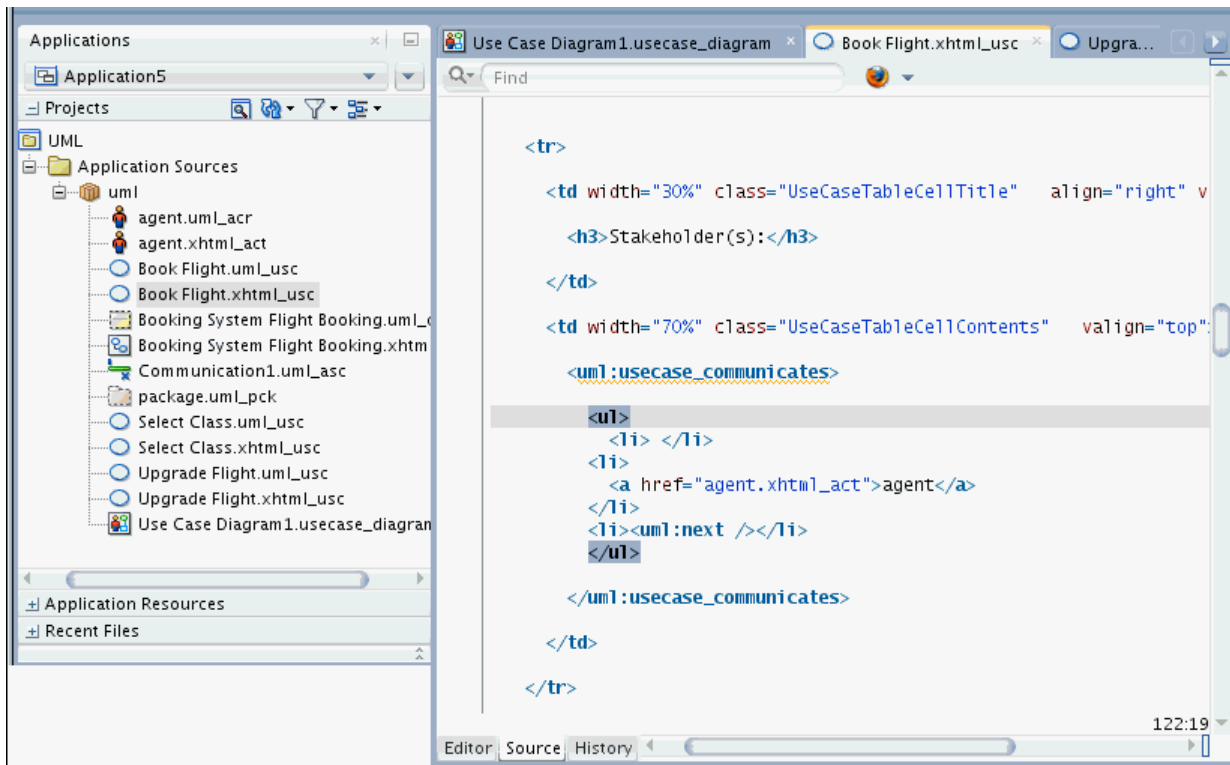 Applications
Application5
Projects
UML
Application Sources
uml
agent.uml_acr
agent.xhtml_act
Book Flight.uml_usc
Book Flight.xhtml_usc
Booking System Flight Booking.uml_
Booking System Flight Booking.xhtm
Communication1.uml_asc
package.uml_pck
Select Class.uml_usc
Select Class.xhtml_usc
Upgrade Flight.uml_usc
Upgrade Flight.xhtml_usc
Use Case Diagram1.usecase_diagran
Application Resources
Recent Files
Use Case Diagram1.usecase_diagram
Book Flight.xhtml_usc
Upgra...
Find
<tr>
<td width="30%" class="UseCaseTableCellTitle" align="right" v
<h3>Stakeholder(s):</h3>
</td>
<td width="70%" class="UseCaseTableCellContents" valign="top">
<uml:usecase_communicates>
<ul>
<li> </li>
<li>
<a href="agent.xhtml_act">agent</a>
</li>
<li><uml:next /></li>
</ul>
</uml:usecase_communicates>
</td>
</tr>
122:19
Editor Source History